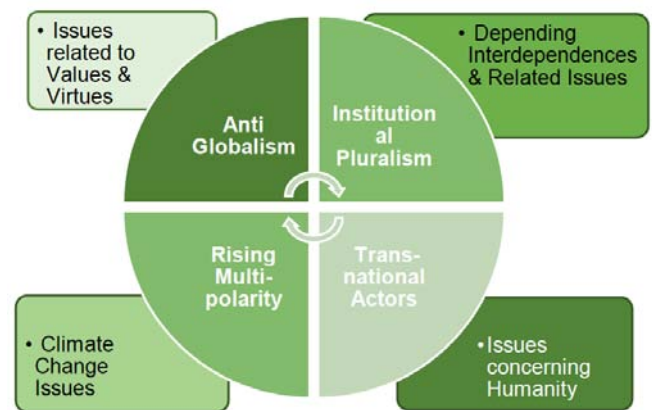 • Issues
related to
Values &
Virtues
• Depending
Interdependences
& Related Issues
Anti
Globalism
Institution
al
Pluralism
Rising
Multi-
polarity
Trans-
national
Actors
• Climate
Change
Issues
•Issues
concerning
Humanity